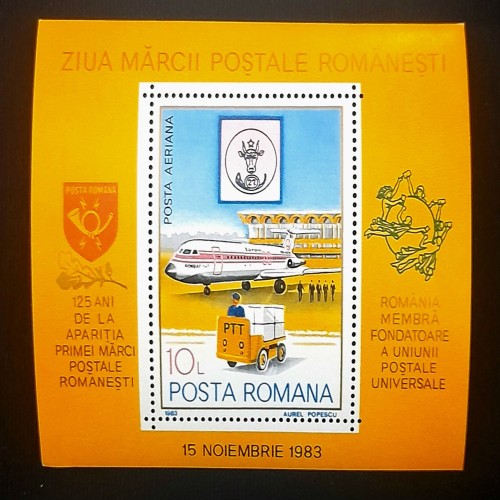 ZIUA MĂRCII POȘTALE ROMÂNEȘTI
POSTA AERIANA
POSTA ROMANA
125 ANI
DE LA
APARIȚIA
PRIMEI MĂRCI
POȘTALE
ROMÂNEȘTI
ROMÂNIA
MEMBRĂ
FONDATOARE
A UNIUNII
POȘTALE
UNIVERSALE
PTT
10L
POSTA ROMANA
1983
AUREL POPESCU
15 NOIEMBRIE 1983